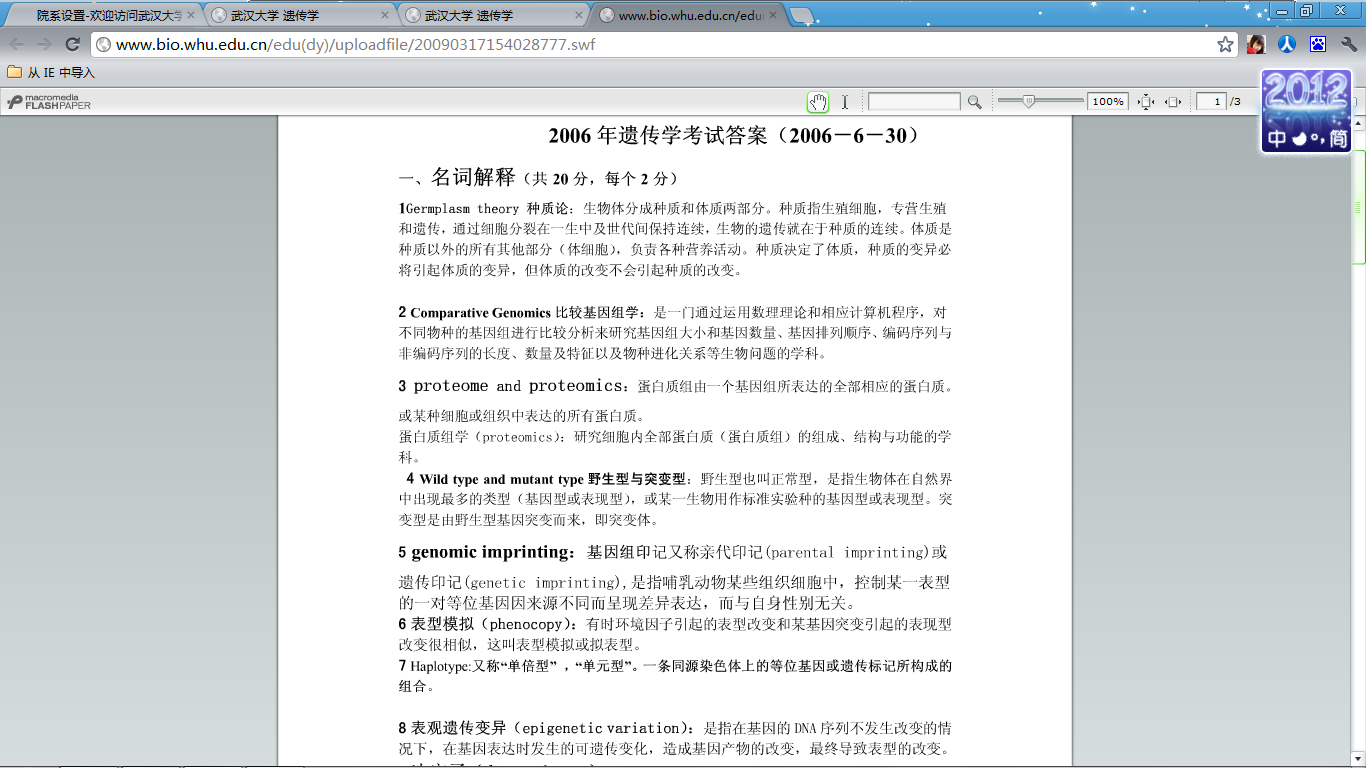 院系设置-欢迎访问武汉大学
武汉大学 遗传学
武汉大学 遗传学
www.bio.whu.edu.cn/edu
www.bio.whu.edu.cn/edu(dy)/uploadfile/20090317154028777.swf
从 IE 中导入
macromedia
FLASHPAPER
100%
1 /3
2012
中 简
2006 年遗传学考试答案（2006－6－30）
一、名词解释（共 20 分，每个 2 分）
1Germplasm theory 种质论：生物体分成种质和体质两部分。种质指生殖细胞，专营生殖
和遗传，通过细胞分裂在一生中及世代间保持连续，生物的遗传就在于种质的连续。体质是
种质以外的所有其他部分（体细胞），负责各种营养活动。种质决定了体质，种质的变异必
将引起体质的变异，但体质的改变不会引起种质的改变。
2 Comparative Genomics 比较基因组学：是一门通过运用数理理论和相应计算机程序，对
不同物种的基因组进行比较分析来研究基因组大小和基因数量、基因排列顺序、编码序列与
非编码序列的长度、数量及特征以及物种进化关系等生物问题的学科。
3 proteome and proteomics：蛋白质组由一个基因组所表达的全部相应的蛋白质。
或某种细胞或组织中表达的所有蛋白质。
蛋白质组学（proteomics）：研究细胞内全部蛋白质（蛋白质组）的组成、结构与功能的学
科。
4 Wild type and mutant type 野生型与突变型：野生型也叫正常型，是指生物体在自然界
中出现最多的类型（基因型或表现型），或某一生物用作标准实验种的基因型或表现型。突
变型是由野生型基因突变而来，即突变体。
5 genomic imprinting：基因组印记又称亲代印记(parental imprinting)或
遗传印记(genetic imprinting),是指哺乳动物某些组织细胞中，控制某一表型
的一对等位基因因来源不同而呈现差异表达，而与自身性别无关。
6 表型模拟（phenocopy）：有时环境因子引起的表型改变和某基因突变引起的表现型
改变很相似，这叫表型模拟或拟表型。
7 Haplotype:又称“单倍型”，“单元型”。一条同源染色体上的等位基因或遗传标记所构成的
组合。
8 表观遗传变异（epigenetic variation）：是指在基因的 DNA 序列不发生改变的情
况下，在基因表达时发生的可遗传变化，造成基因产物的改变，最终导致表型的改变。